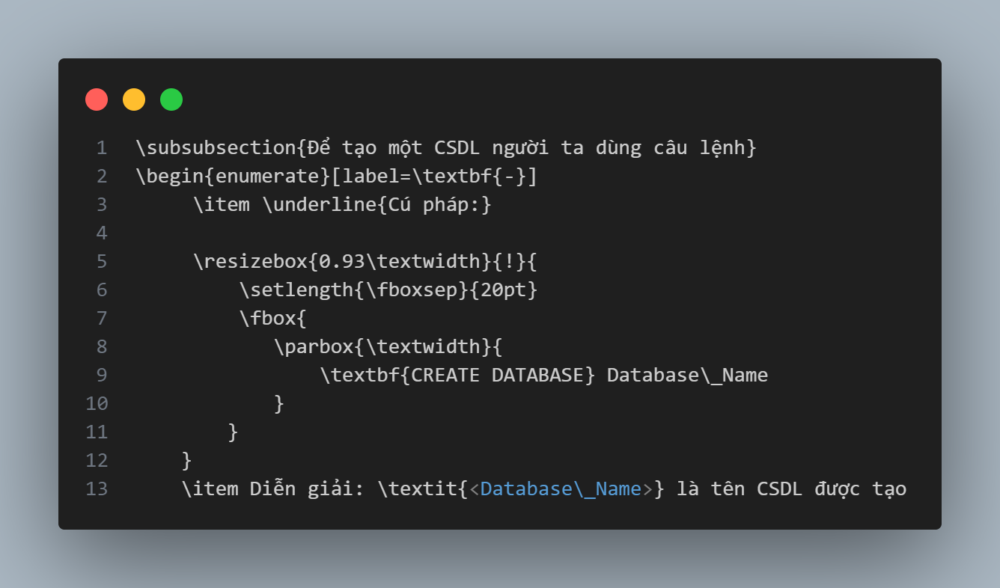 1 \subsubsection{Để tạo một CSDL người ta dùng câu lệnh}
2 \begin{enumerate}[label=\textbf{-}]
3 \item \underline{Cú pháp:}
4
5 \resizebox{0.93\textwidth}{!}{
6 \setlength{\fboxsep}{20pt}
7 \fbox{
8 \parbox{\textwidth}{
9 \textbf{CREATE DATABASE} Database\_Name
10 }
11 }
12 }
13 \item Diễn giải: \textit{<Database\_Name>} là tên CSDL được tạo